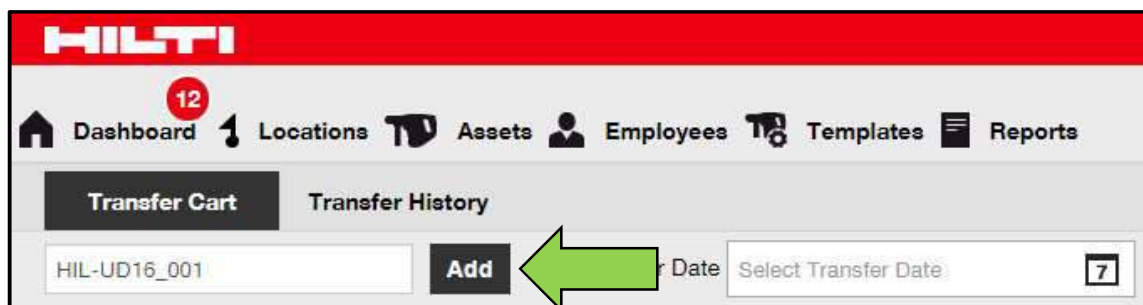 HILTI
12
Dashboard Locations Assets Employees Templates Reports
Transfer Cart Transfer History
HIL-UD16_001 Add r Date Select Transfer Date 7